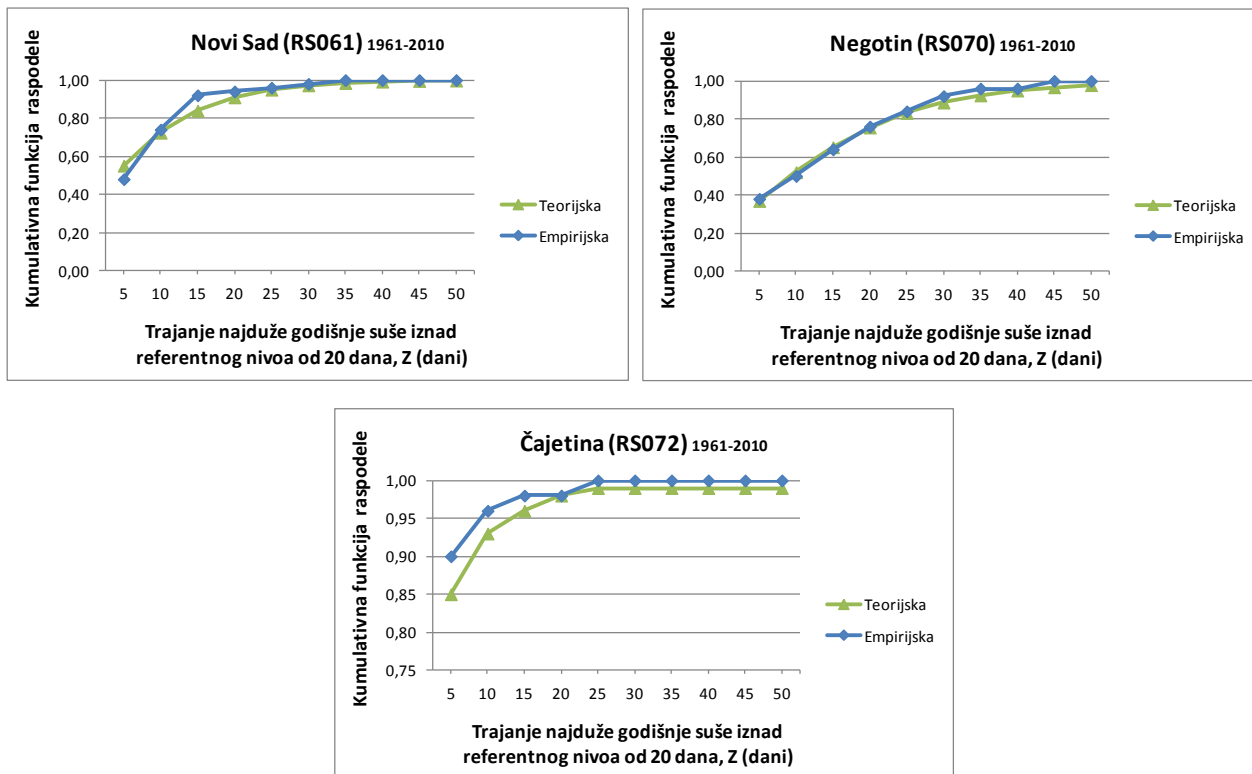 Novi Sad (RS061) 1961-2010
Kumulativna funkcija raspodele
1,00
0,80
0,60
0,40
0,20
0,00
5 10 15 20 25 30 35 40 45 50
Teorijska
Empirijska
Trajanje najduže godišnje suše iznad
referentnog nivoa od 20 dana, Z (dani)
Negotin (RS070) 1961-2010
Kumulativna funkcija raspodele
1,00
0,80
0,60
0,40
0,20
0,00
5 10 15 20 25 30 35 40 45 50
Teorijska
Empirijska
Trajanje najduže godišnje suše iznad
referentnog nivoa od 20 dana, Z (dani)
Čajetina (RS072) 1961-2010
Kumulativna funkcija raspodele
1,00
0,95
0,90
0,85
0,80
0,75
5 10 15 20 25 30 35 40 45 50
Teorijska
Empirijska
Trajanje najduže godišnje suše iznad
referentnog nivoa od 20 dana, Z (dani)